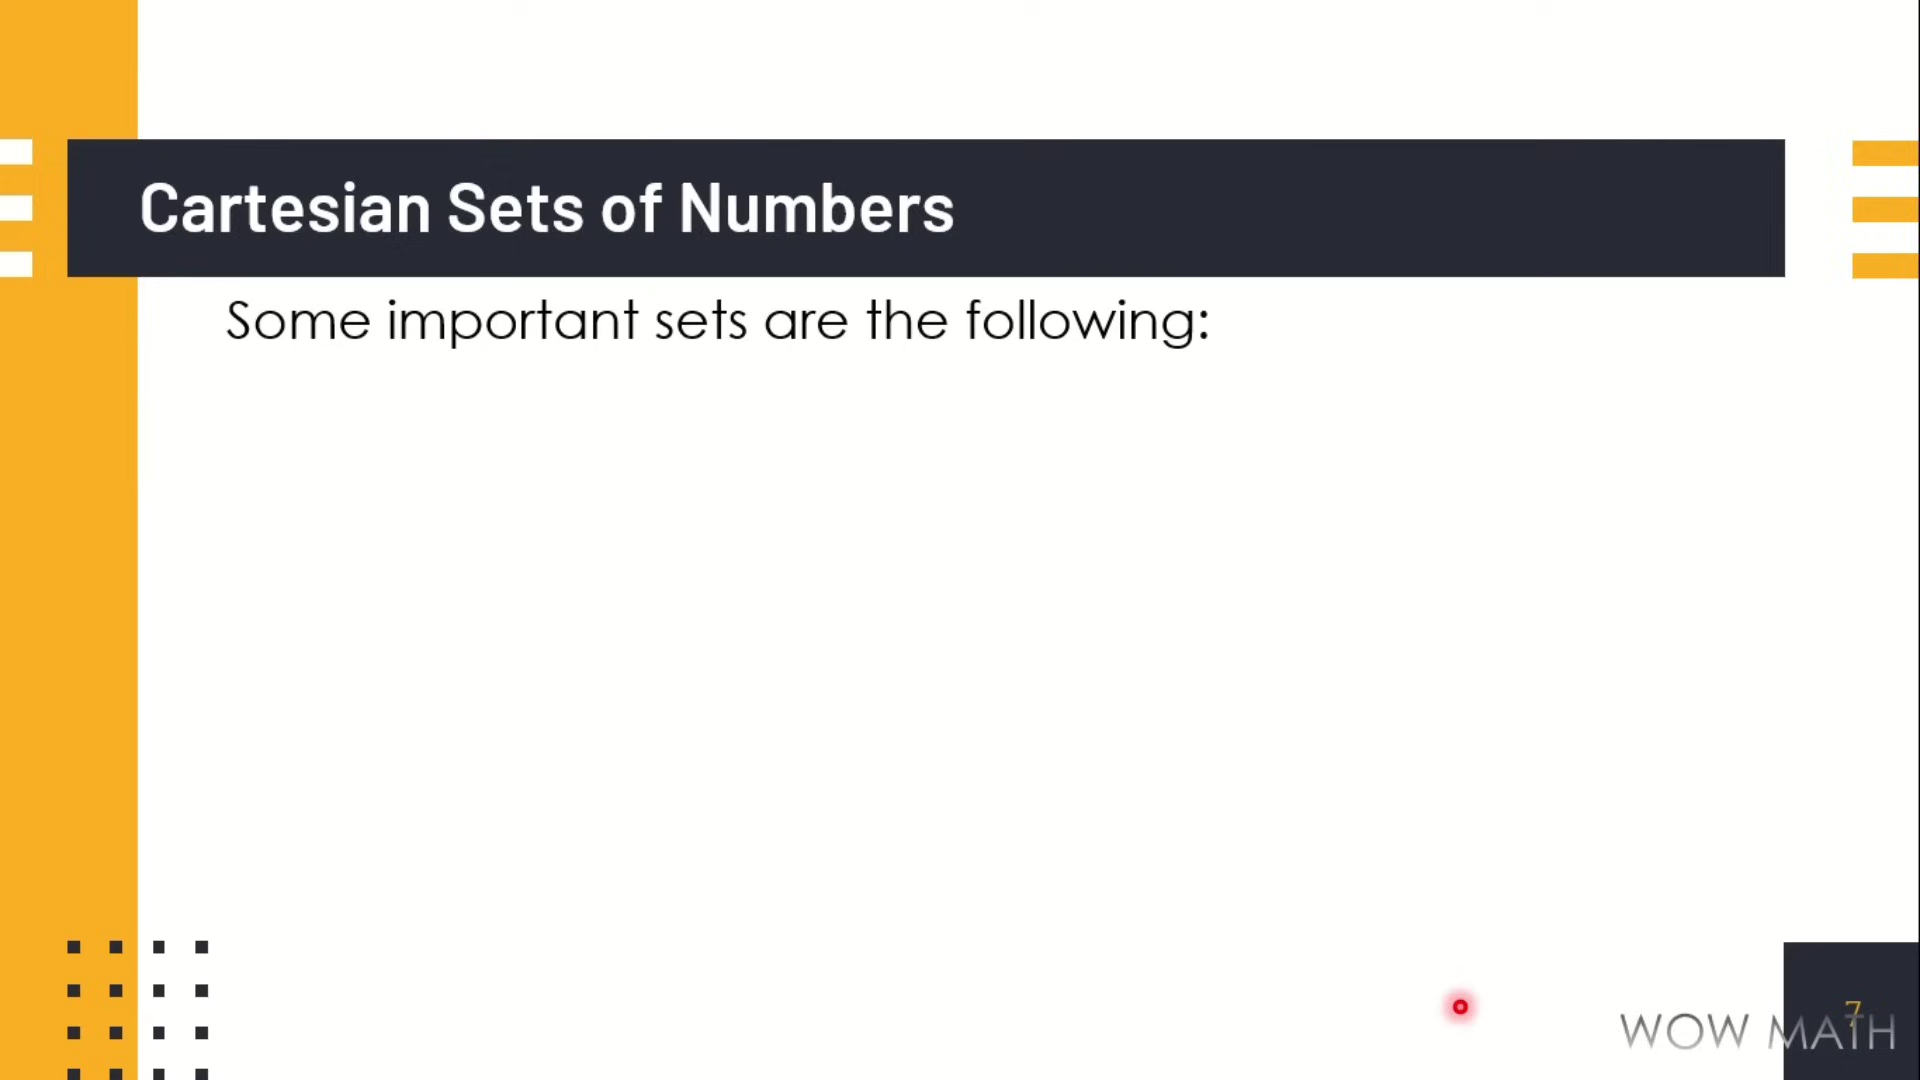 Cartesian Sets of Numbers
Some important sets are the following:
7
WOW MATH